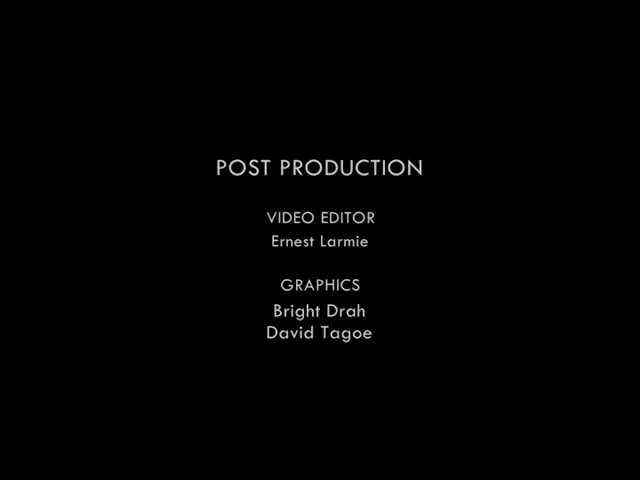 POST PRODUCTION
VIDEO EDITOR
Ernest Larmie
GRAPHICS
Bright Drah
David Tagoe